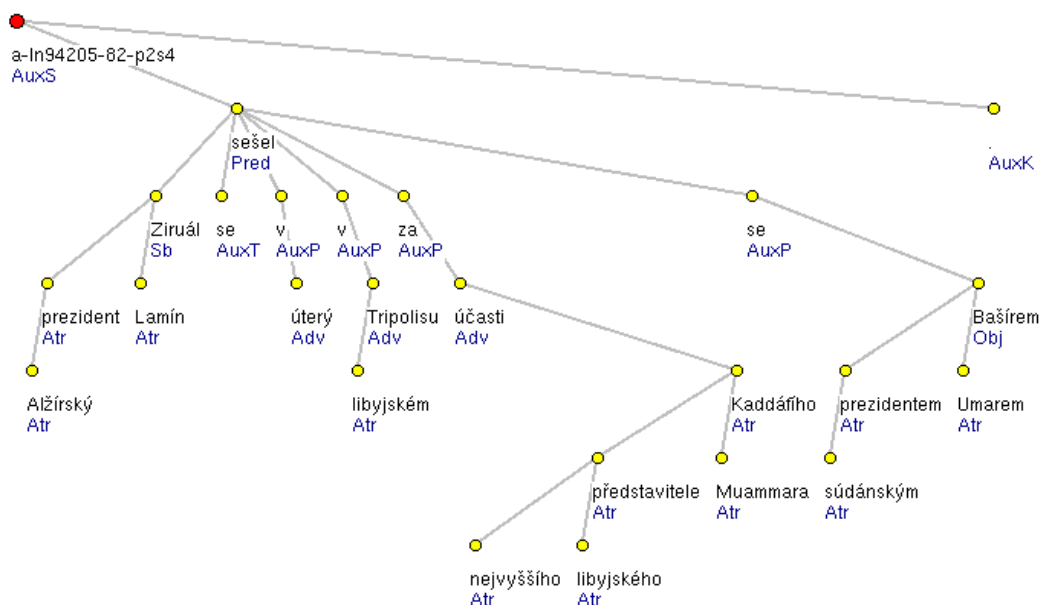 a-ln94205-82-p2s4
AuxS
sešel
Pred
.
AuxK
Ziruál
Sb
se
AuxT
v
AuxP
v
AuxP
za
AuxP
se
AuxP
prezident
Atr
Lamín
Atr
úterý
Adv
Tripolisu
Adv
účasti
Adv
Bašírem
Obj
Alžírský
Atr
libyjském
Atr
Kaddáfího
Atr
prezidentem
Atr
Umarem
Atr
představitele
Atr
Muammara
Atr
súdánským
Atr
nejvyššího
Atr
libyjského
Atr